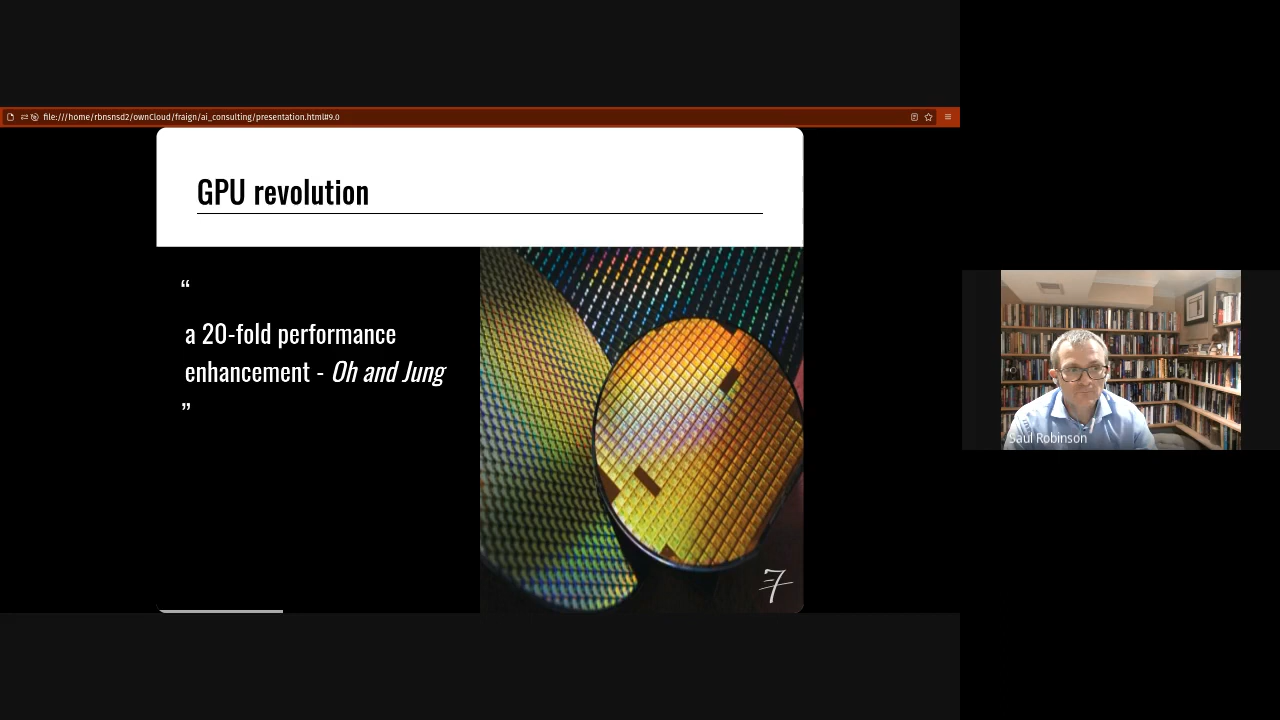 file:///home/rbnsnsd2/ownCloud/fraign/ai_consulting/presentation.html#9.0
GPU revolution
“
a 20-fold performance
enhancement - Oh and Jung
”
Saul Robinson